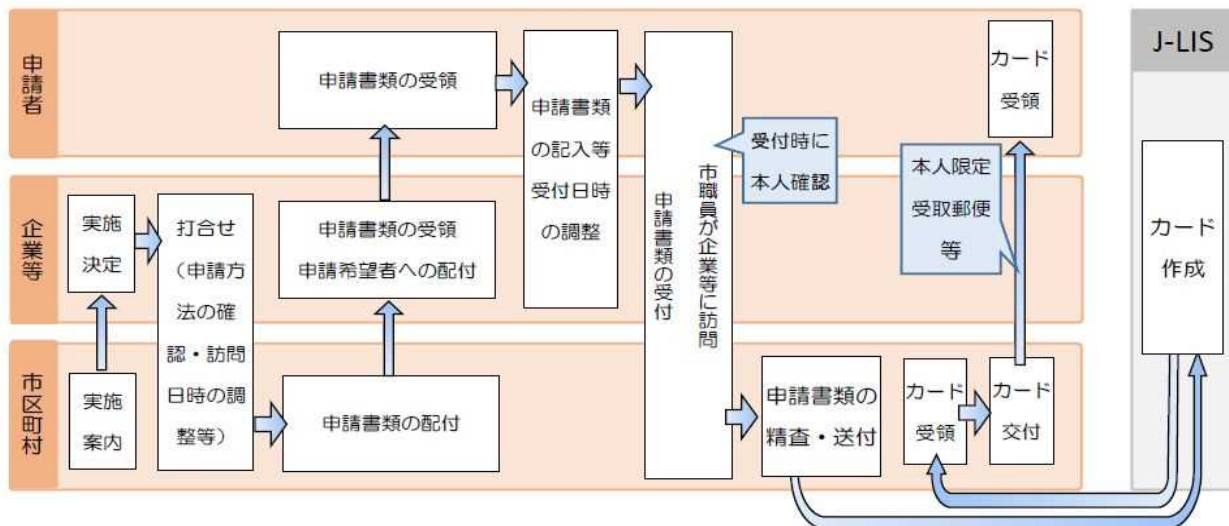 申請者
申請書類の受領
申請書類
の記入等
受付日時
の調整
市職員が企業等に訪問
申請書類の受付
受付時に
本人確認
カード
受領
本人限定
受取郵便
等
J-LIS
カード
作成
企業等
実施
決定
打合せ
（申請方
法の確
認・訪問
日時の調
整等）
申請書類の受領
申請希望者への配付
市区町村
実施
案内
申請書類の配付
申請書類の
精査・送付
カード
受領
カード
交付